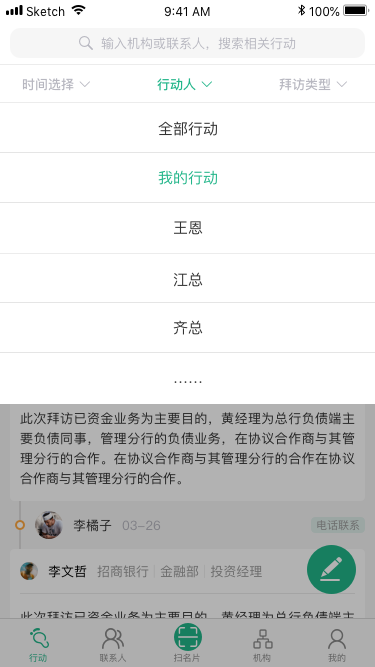 Sketch 9:41 AM 100%
输入机构或联系人，搜索相关行动
时间选择 行动人 拜访类型
全部行动
我的行动
王恩
江总
齐总
……
此次拜访已资金业务为主要目的，黄经理为总行负债端主
要负债同事，管理分行的负债业务，在协议合作商与其管
理分行的合作。在协议合作商与其管理分行的合作在协议
合作商与其管理分行的合作。
李橘子 03-26 电话联系
李文哲 招商银行 金融部 投资经理
此次拜访已资金业务为主要目的，黄经理为总行负债端主
行动 联系人 扫名片 机构 我的